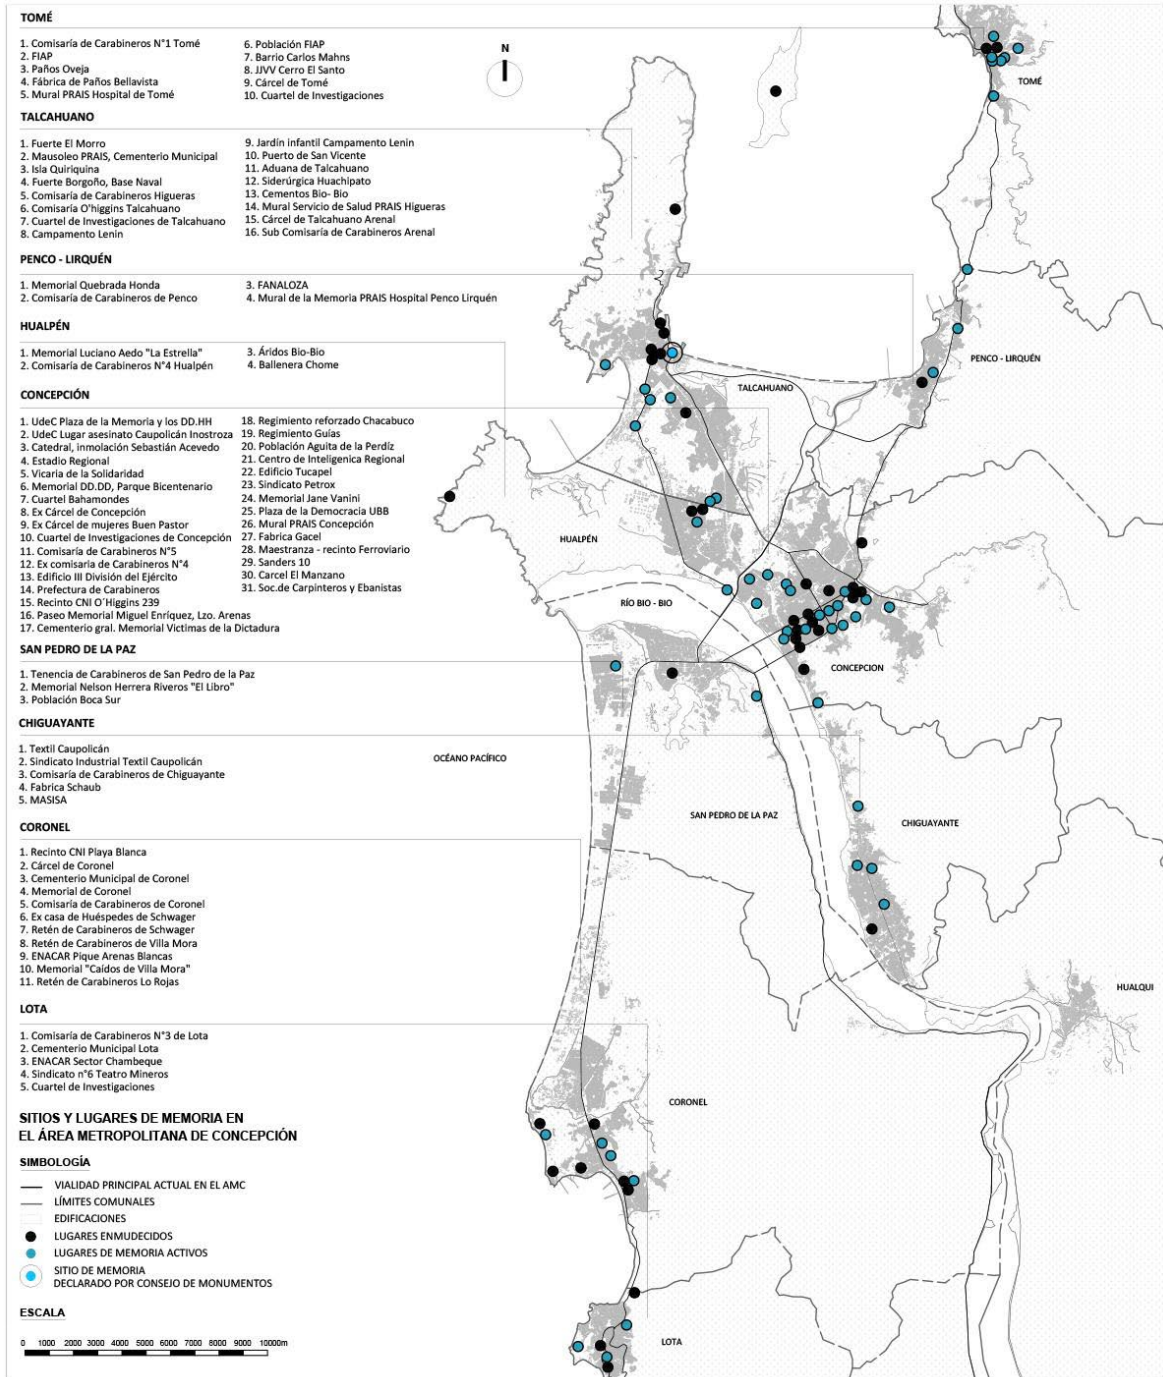 TOMÉ
1. Comisaría de Carabineros N°1 Tomé
2. FIAP
3. Paños Oveja
4. Fábrica de Paños Bellavista
5. Mural PRAIS Hospital de Tomé
6. Población FIAP
7. Barrio Carlos Mahns
8. JJVV Cerro El Santo
9. Cárcel de Tomé
10. Cuartel de Investigaciones
TALCAHUANO
1. Fuerte El Morro
2. Mausoleo PRAIS, Cementerio Municipal
3. Isla Quiriquina
4. Fuerte Borgoño, Base Naval
5. Comisaría de Carabineros Higueras
6. Comisaría O'higgins Talcahuano
7. Cuartel de Investigaciones de Talcahuano
8. Campamento Lenin
9. Jardín infantil Campamento Lenin
10. Puerto de San Vicente
11. Aduana de Talcahuano
12. Siderúrgica Huachipato
13. Cementos Bio- Bio
14. Mural Servicio de Salud PRAIS Higueras
15. Cárcel de Talcahuano Arenal
16. Sub Comisaría de Carabineros Arenal
PENCO - LIRQUÉN
1. Memorial Quebrada Honda
2. Comisaría de Carabineros de Penco
3. FANALOZA
4. Mural de la Memoria PRAIS Hospital Penco Lirquén
HUALPÉN
1. Memorial Luciano Aedo "La Estrella"
2. Comisaría de Carabineros N°4 Hualpén
3. Áridos Bio-Bio
4. Ballenera Chome
CONCEPCIÓN
1. UdeC Plaza de la Memoria y los DD.HH
2. UdeC Lugar asesinato Caupolicán Inostroza
3. Catedral, inmolación Sebastián Acevedo
4. Estadio Regional
5. Vicaria de la Solidaridad
6. Memorial DD.DD, Parque Bicentenario
7. Cuartel Bahamondes
8. Ex Cárcel de Concepción
9. Ex Cárcel de mujeres Buen Pastor
10. Cuartel de Investigaciones de Concepción
11. Comisaría de Carabineros N°5
12. Ex comisaria de Carabineros N°4
13. Edificio III División del Ejército
14. Prefectura de Carabineros
15. Recinto CNI O´Higgins 239
16. Paseo Memorial Miguel Enríquez, Lzo. Arenas
17. Cementerio gral. Memorial Victimas de la Dictadura
18. Regimiento reforzado Chacabuco
19. Regimiento Guías
20. Población Aguita de la Perdíz
21. Centro de Inteligenica Regional
22. Edificio Tucapel
23. Sindicato Petrox
24. Memorial Jane Vanini
25. Plaza de la Democracia UBB
26. Mural PRAIS Concepción
27. Fabrica Gacel
28. Maestranza - recinto Ferroviario
29. Sanders 10
30. Carcel El Manzano
31. Soc.de Carpinteros y Ebanistas
SAN PEDRO DE LA PAZ
1. Tenencia de Carabineros de San Pedro de la Paz
2. Memorial Nelson Herrera Riveros "El Libro"
3. Población Boca Sur
CHIGUAYANTE
1. Textil Caupolicán
2. Sindicato Industrial Textil Caupolicán
3. Comisaría de Carabineros de Chiguayante
4. Fabrica Schaub
5. MASISA
CORONEL
1. Recinto CNI Playa Blanca
2. Cárcel de Coronel
3. Cementerio Municipal de Coronel
4. Memorial de Coronel
5. Comisaría de Carabineros de Coronel
6. Ex casa de Huéspedes de Schwager
7. Retén de Carabineros de Schwager
8. Retén de Carabineros de Villa Mora
9. ENACAR Pique Arenas Blancas
10. Memorial "Caídos de Villa Mora"
11. Retén de Carabineros Lo Rojas
LOTA
1. Comisaría de Carabineros N°3 de Lota
2. Cementerio Municipal Lota
3. ENACAR Sector Chambeque
4. Sindicato n°6 Teatro Mineros
5. Cuartel de Investigaciones
SITIOS Y LUGARES DE MEMORIA EN
EL ÁREA METROPOLITANA DE CONCEPCIÓN
SIMBOLOGÍA
VIALIDAD PRINCIPAL ACTUAL EN EL AMC
LÍMITES COMUNALES
EDIFICACIONES
LUGARES ENMUDECIDOS
LUGARES DE MEMORIA ACTIVOS
SITIO DE MEMORIA
DECLARADO POR CONSEJO DE MONUMENTOS
ESCALA
0 1000 2000 3000 4000 5000 6000 7000 8000 9000 10000m
N
TOMÉ
PENCO - LIRQUÉN
TALCAHUANO
HUALPÉN
RÍO BIO - BIO
CONCEPCION
OCÉANO PACÍFICO
SAN PEDRO DE LA PAZ
CHIGUAYANTE
HUALQUI
CORONEL
LOTA